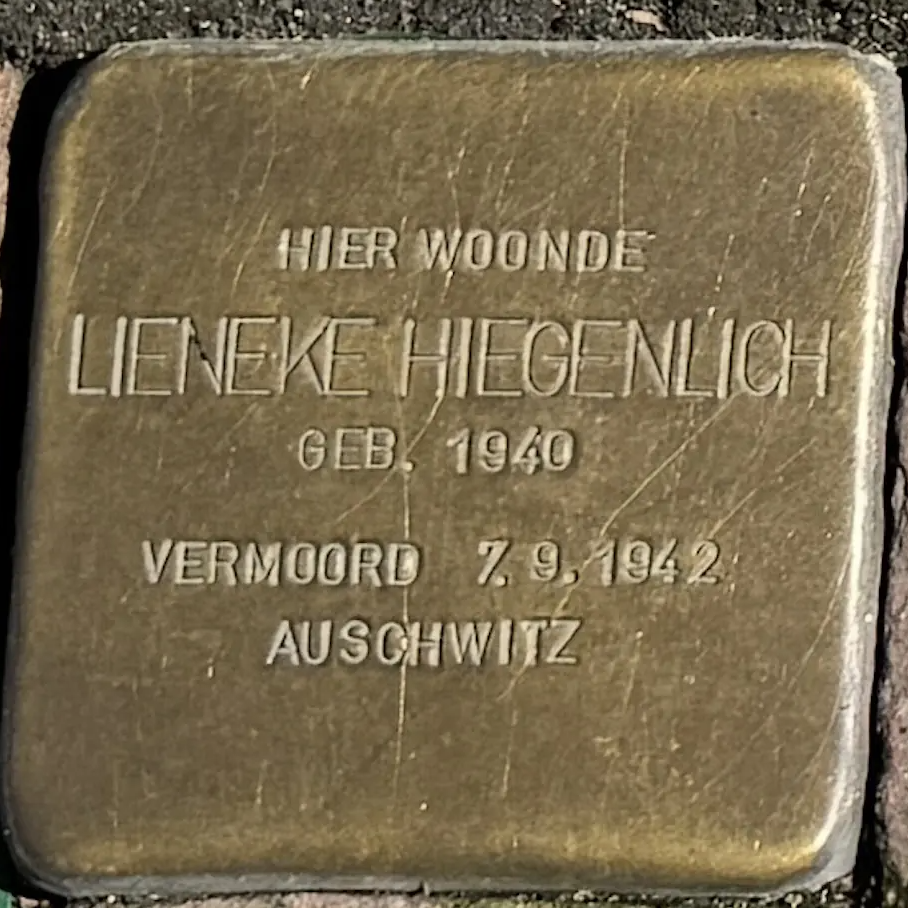 HIER WOONDE
LIENEKE HIEGENLICH
GEB. 1940
VERMOORD 7.9.1942
AUSCHWITZ